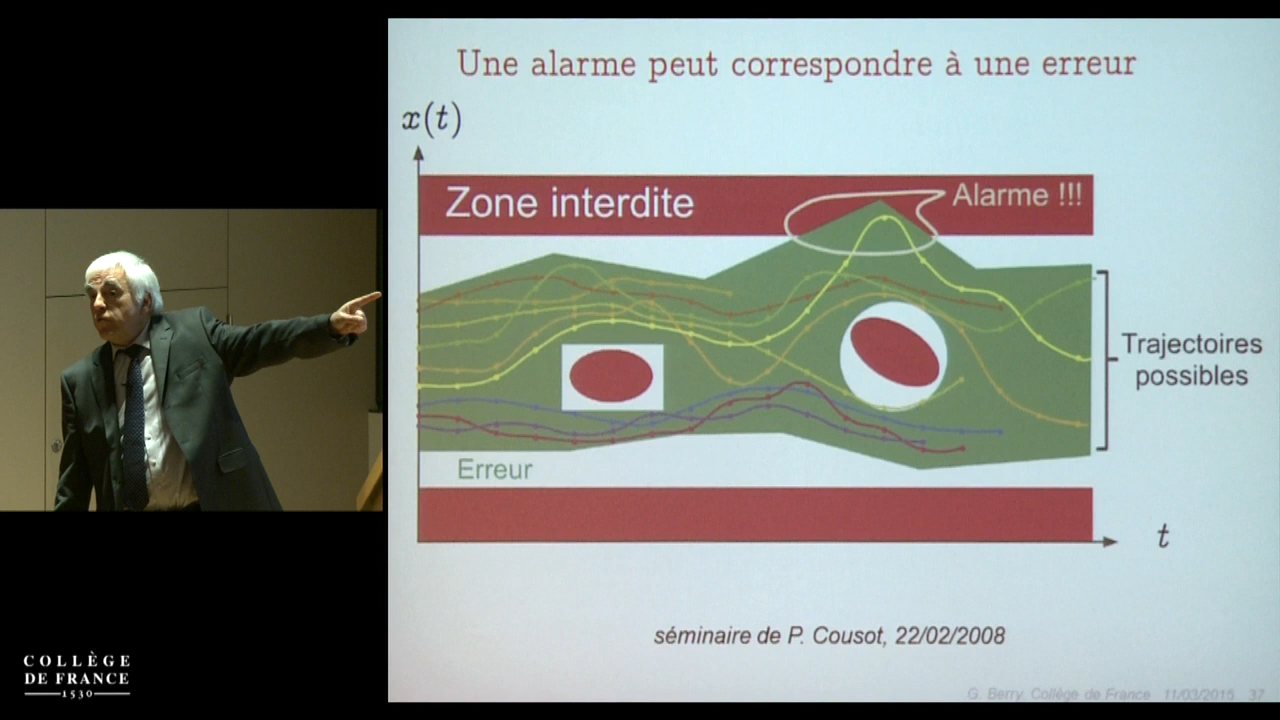 Une alarme peut correspondre à une erreur
x(t)
Zone interdite
Alarme !!!
Trajectoires
possibles
Erreur
t
séminaire de P. Cousot, 22/02/2008
G. Berry, Collège de France 11/03/2015 37
COLLÈGE
DE FRANCE
1530